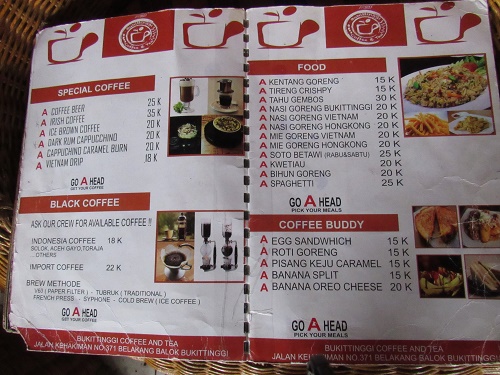 SPECIAL COFFEE
A COFFEE BEER 25 K
A IRISH COFFEE 35 K
A ICE BROWN COFFEE 20 K
A DARK RUM CAPPUCCHINO 20 K
A CAPPUCHINO CARAMEL BURN 20 K
A VIETNAM DRIP 18 K
GO A HEAD
GET YOUR COFFEE
BLACK COFFEE
ASK OUR CREW FOR AVAILABLE COFFEE !!
INDONESIA COFFEE 18 K
SOLOK, ACEH GAYO,TORAJA
...OTHERS
IMPORT COFFEE 22 K
BREW METHODE
V60 ( PAPER FILTER ) - TUBRUK ( TRADITIONAL )
FRENCH PRESS - SYPHONE - COLD BREW ( ICE COFFEE )
GO A HEAD
GET YOUR COFFEE
BUKITTINGGI COFFEE AND TEA
JALAN KEHAKIMAN NO.371 BELAKANG BALOK BUKITTINGGI
FOOD
A KENTANG GORENG 15 K
A TIRENG CRISHPY 15 K
A TAHU GEMBOS 30 K
A NASI GORENG BUKITTINGGI 20 K
A NASI GORENG VIETNAM 20 K
A NASI GORENG HONGKONG 20 K
A MIE GORENG VIETNAM 20 K
A MIE GORENG HONGKONG 20 K
A SOTO BETAWI (RABU&SABTU) 25 K
A KWETIAU 20 K
A BIHUN GORENG 20 K
A SPAGHETTI 25 K
GO A HEAD
PICK YOUR MEALS
COFFEE BUDDY
A EGG SANDWHICH 15 K
A ROTI GORENG 15 K
A PISANG KEJU CARAMEL 15 K
A BANANA SPLIT 15 K
A BANANA OREO CHEESE 20 K
GO A HEAD
PICK YOUR MEALS
BUKITTINGGI COFFEE AND TEA
JALAN KEHAKIMAN NO.371 BELAKANG BALOK BUKITTINGGI